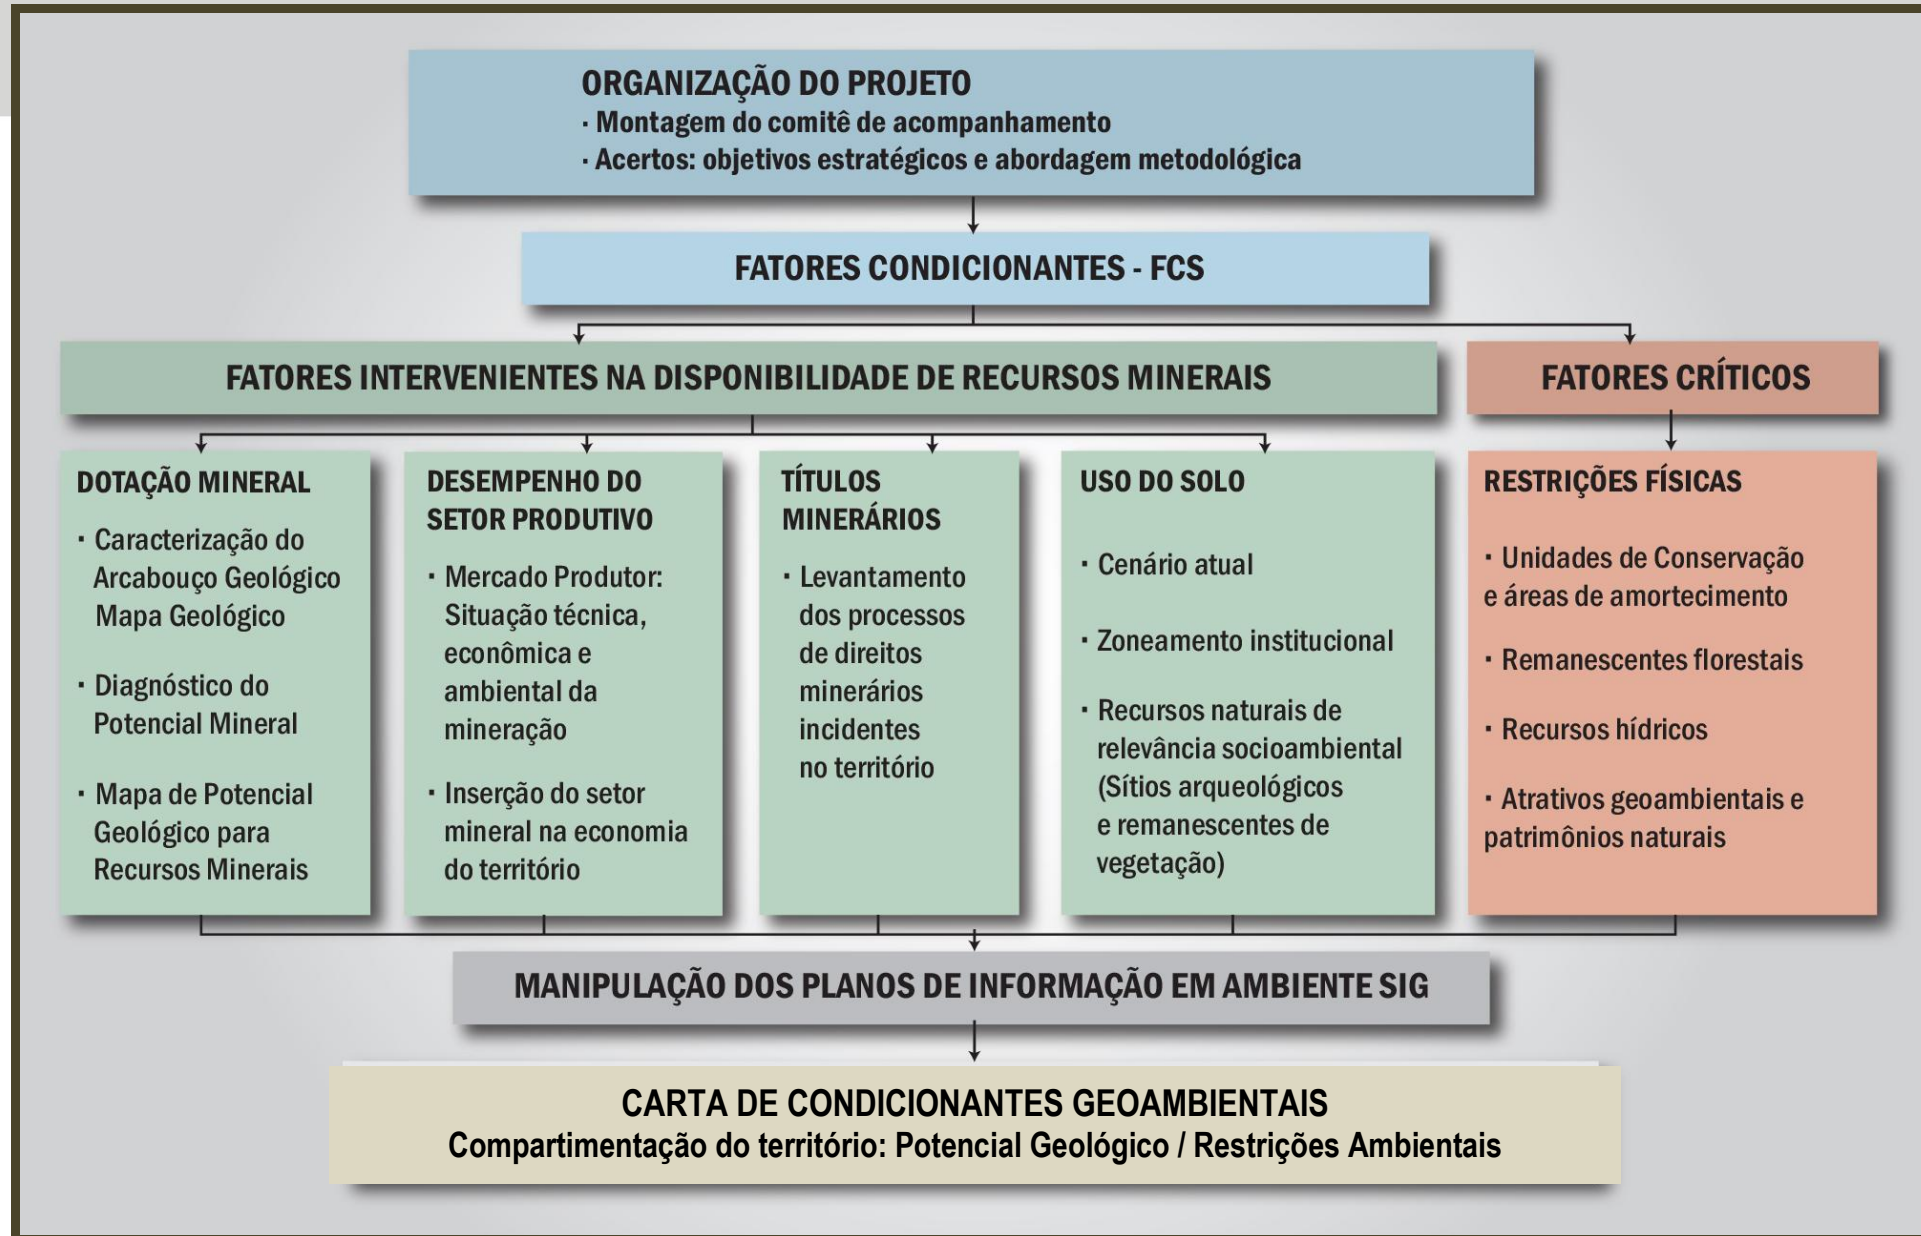 ORGANIZAÇÃO DO PROJETO
· Montagem do comitê de acompanhamento
· Acertos: objetivos estratégicos e abordagem metodológica
FATORES CONDICIONANTES - FCS
FATORES INTERVENIENTES NA DISPONIBILIDADE DE RECURSOS MINERAIS
FATORES CRÍTICOS
DOTAÇÃO MINERAL
· Caracterização do
Arcabouço Geológico
Mapa Geológico
· Diagnóstico do
Potencial Mineral
· Mapa de Potencial
Geológico para
Recursos Minerais
DESEMPENHO DO
SETOR PRODUTIVO
· Mercado Produtor:
Situação técnica,
econômica e
ambiental da
mineração
· Inserção do setor
mineral na economia
do território
TÍTULOS
MINERÁRIOS
· Levantamento
dos processos
de direitos
minerários
incidentes
no território
USO DO SOLO
· Cenário atual
· Zoneamento institucional
· Recursos naturais de
relevância socioambiental
(Sítios arqueológicos
e remanescentes de
vegetação)
RESTRIÇÕES FÍSICAS
· Unidades de Conservação
e áreas de amortecimento
· Remanescentes florestais
· Recursos hídricos
· Atrativos geoambientais e
patrimônios naturais
MANIPULAÇÃO DOS PLANOS DE INFORMAÇÃO EM AMBIENTE SIG
CARTA DE CONDICIONANTES GEOAMBIENTAIS
Compartimentação do território: Potencial Geológico / Restrições Ambientais